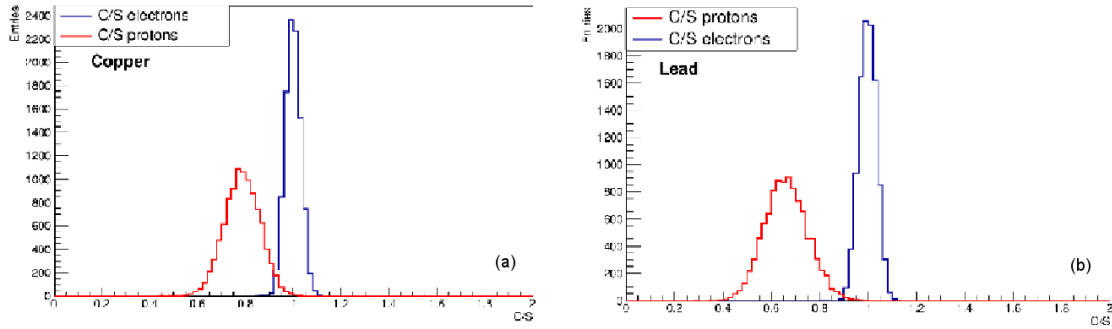 Entries
2400
2200
2000
1800
1600
1400
1200
1000
800
600
400
200
0
C/S electrons
C/S protons
Copper
(a)
0 0.2 0.4 0.6 0.8 1.0 1.2 1.4 1.6 1.8 2
C/S
Entries
2000
1800
1600
1400
1200
1000
800
600
400
200
0
C/S protons
C/S electrons
Lead
(b)
0 0.2 0.4 0.6 0.8 1 1.2 1.4 1.6 1.8 2
C/S